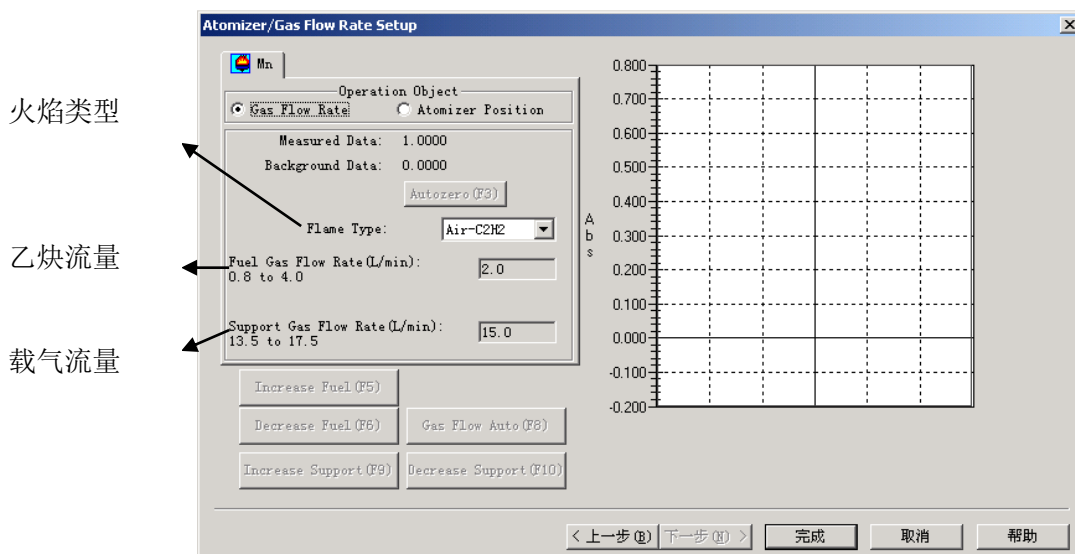 Atomizer/Gas Flow Rate Setup
Mn
Operation Object
Gas Flow Rate
Atomizer Position
Measured Data: 1.0000
Background Data: 0.0000
Autozero(F3)
Flame Type: Air-C2H2
Fuel Gas Flow Rate(L/min): 2.0
0.8 to 4.0
Support Gas Flow Rate(L/min): 15.0
13.5 to 17.5
Increase Fuel(F5)
Decrease Fuel(F6)
Gas Flow Auto(F8)
Increase Support(F9)
Decrease Support(F10)
火焰类型
乙炔流量
载气流量
0.800
0.700
0.600
0.500
0.400
0.300
0.200
0.100
0.000
-0.100
-0.200
Abs
< 上一步(B)
下一步(N) >
完成
取消
帮助